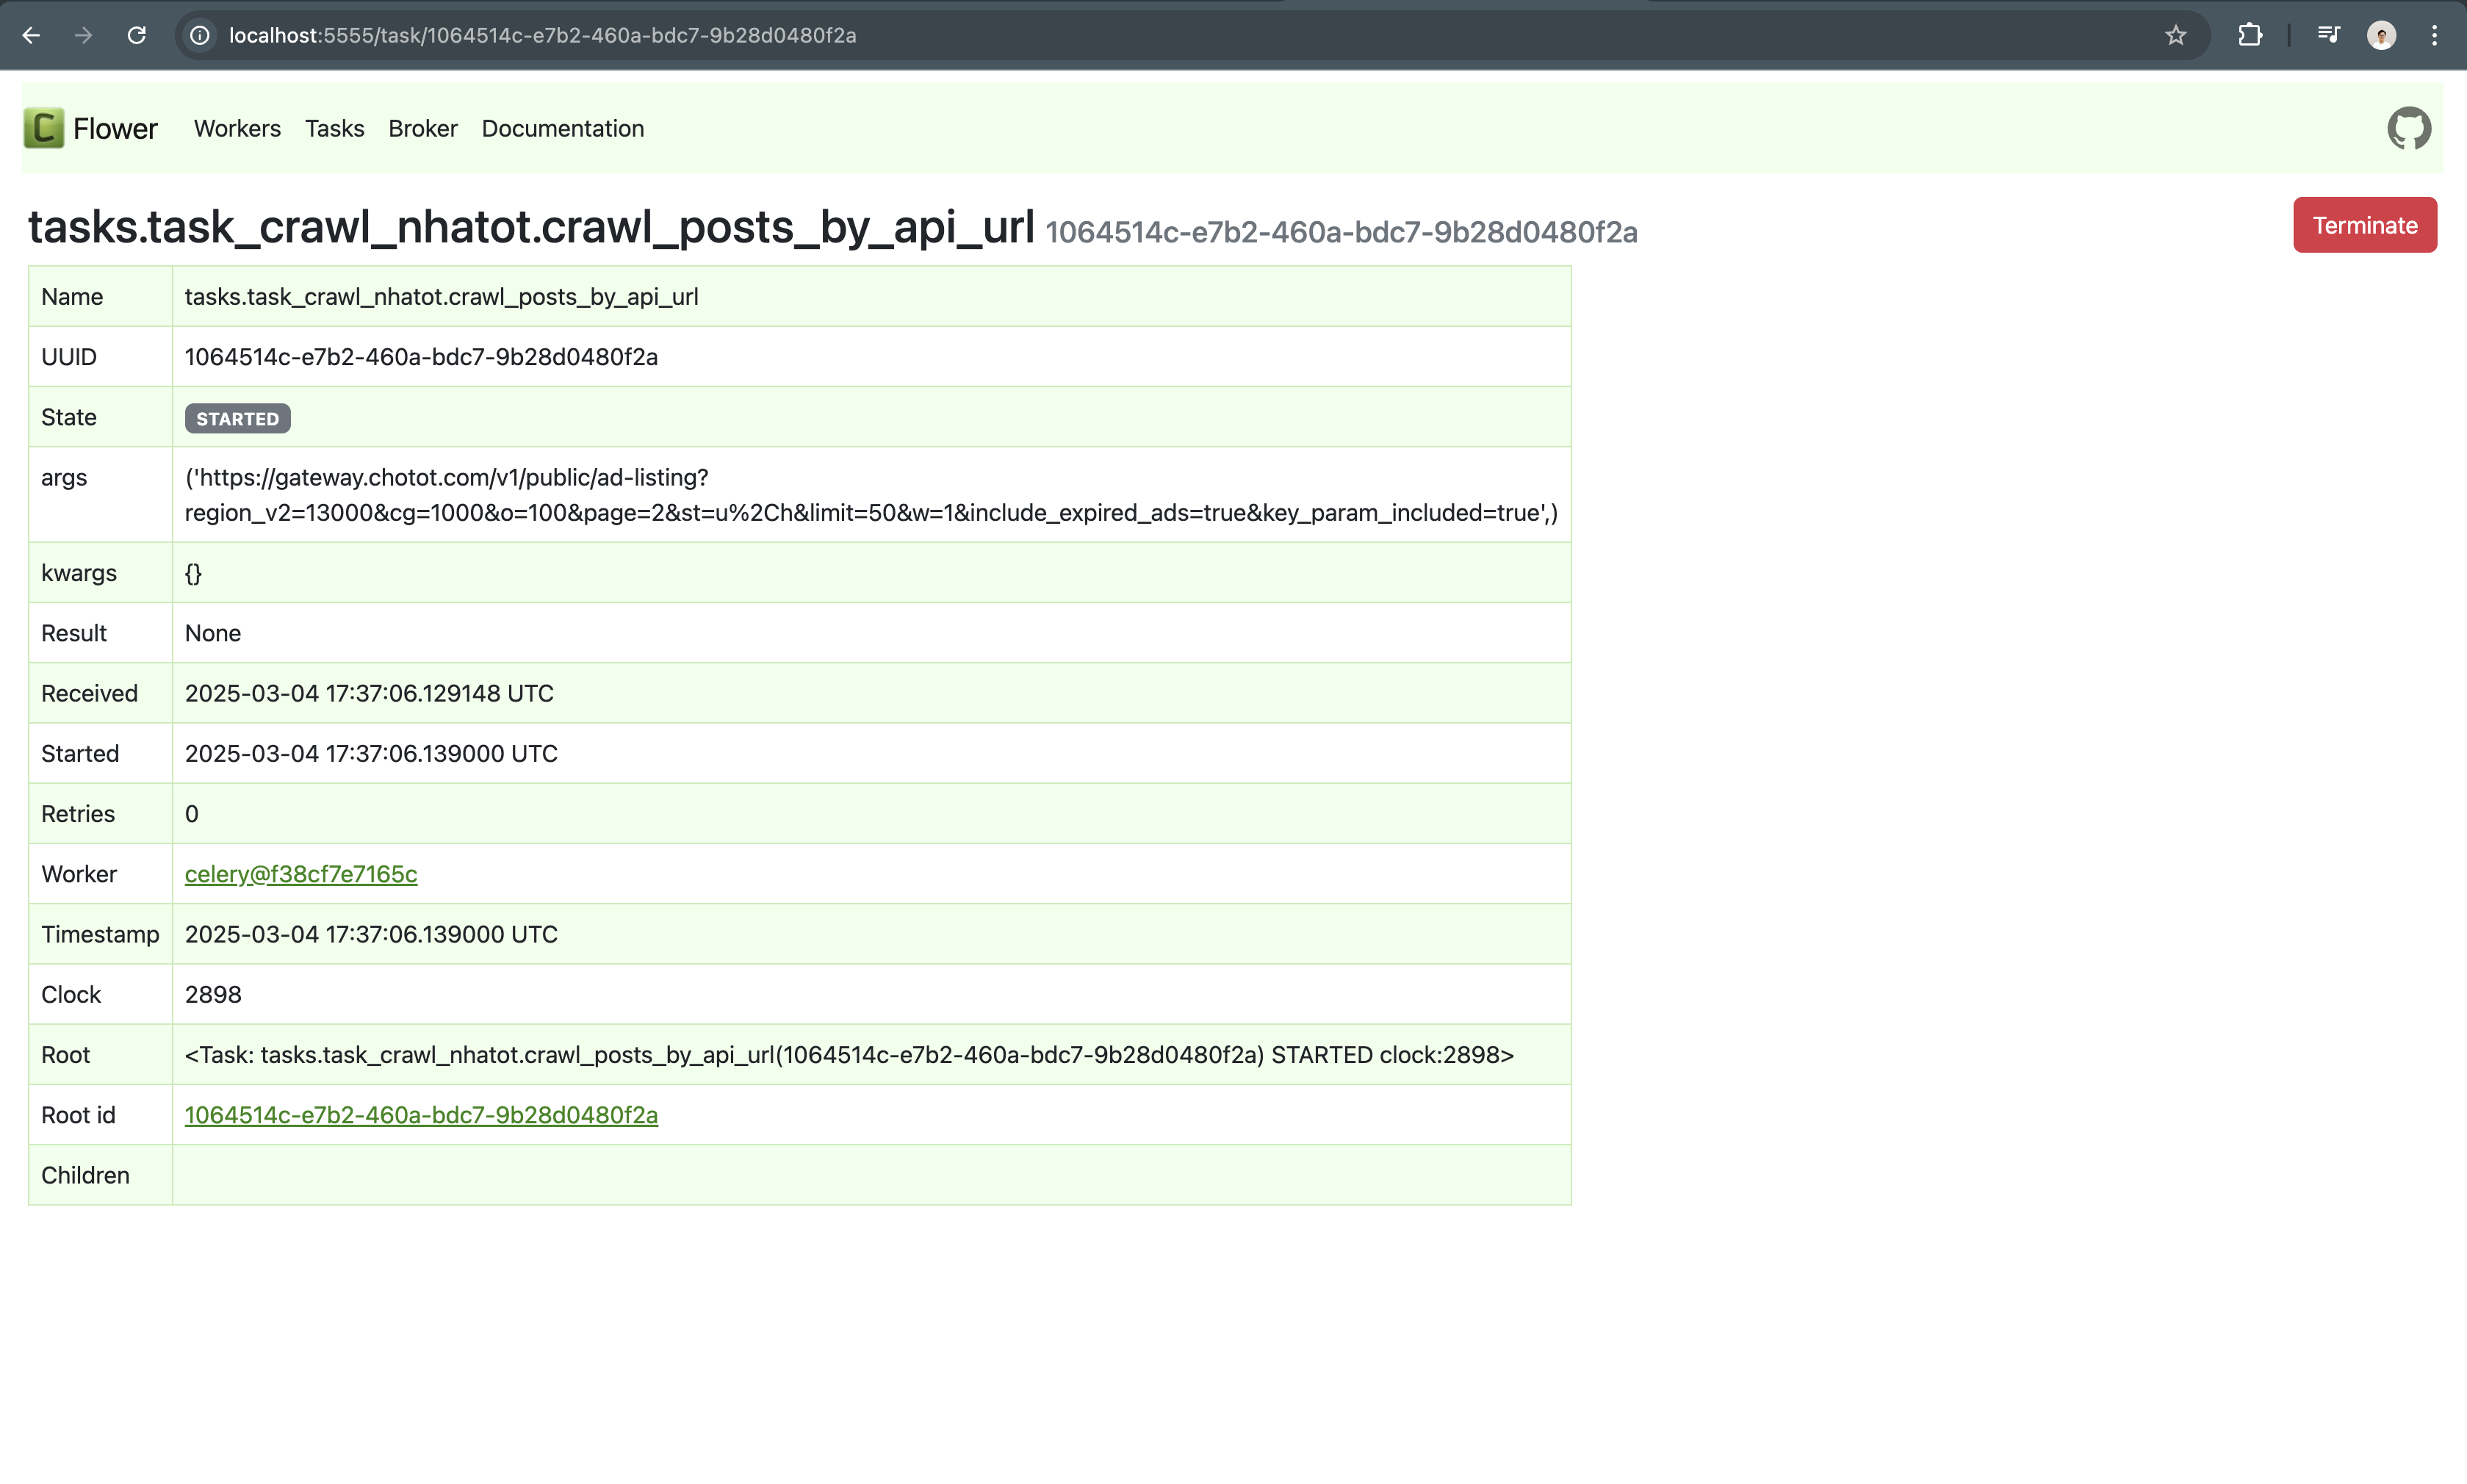 localhost:5555/task/1064514c-e7b2-460a-bdc7-9b28d0480f2a
C Flower Workers Tasks Broker Documentation
tasks.task_crawl_nhatot.crawl_posts_by_api_url 1064514c-e7b2-460a-bdc7-9b28d0480f2a Terminate
Name tasks.task_crawl_nhatot.crawl_posts_by_api_url
UUID 1064514c-e7b2-460a-bdc7-9b28d0480f2a
State STARTED
args ('https://gateway.chotot.com/v1/public/ad-listing?
region_v2=13000&cg=1000&o=100&page=2&st=u%2Ch&limit=50&w=1&include_expired_ads=true&key_param_included=true',)
kwargs {}
Result None
Received 2025-03-04 17:37:06.129148 UTC
Started 2025-03-04 17:37:06.139000 UTC
Retries 0
Worker celery@f38cf7e7165c
Timestamp 2025-03-04 17:37:06.139000 UTC
Clock 2898
Root <Task: tasks.task_crawl_nhatot.crawl_posts_by_api_url(1064514c-e7b2-460a-bdc7-9b28d0480f2a) STARTED clock:2898>
Root id 1064514c-e7b2-460a-bdc7-9b28d0480f2a
Children